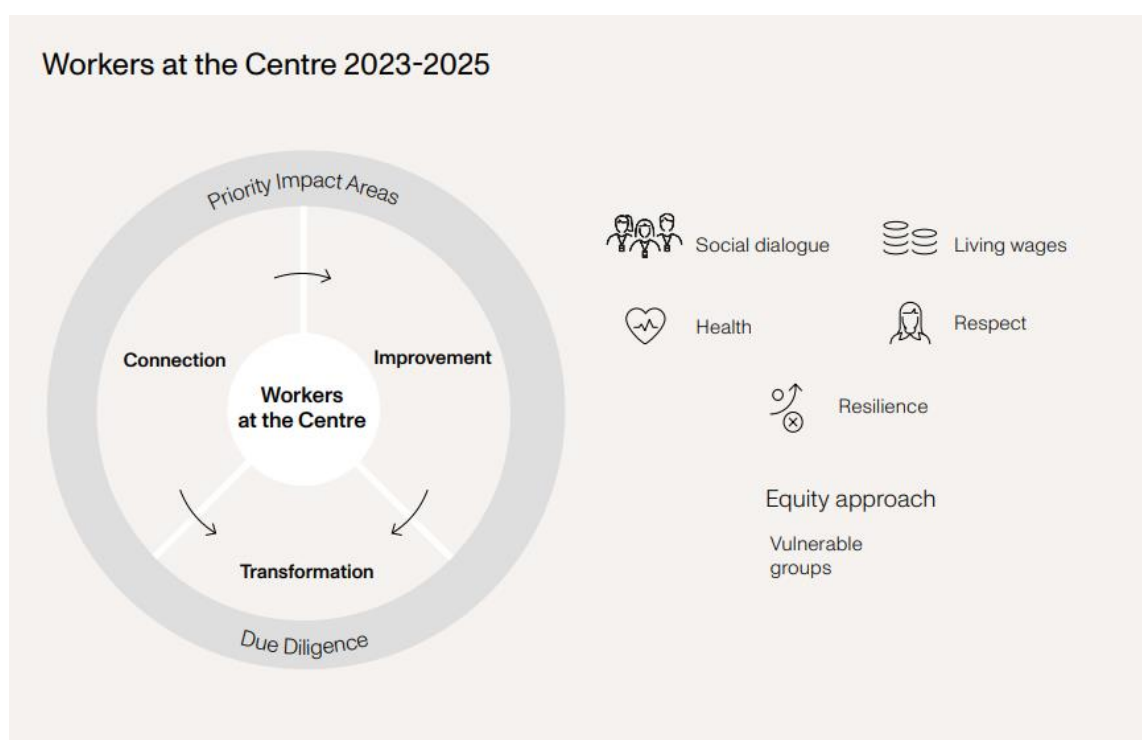 Workers at the Centre 2023-2025
Priority Impact Areas
Connection
Improvement
Workers
at the Centre
Transformation
Due Diligence
Social dialogue
Living wages
Health
Respect
Resilience
Equity approach
Vulnerable
groups